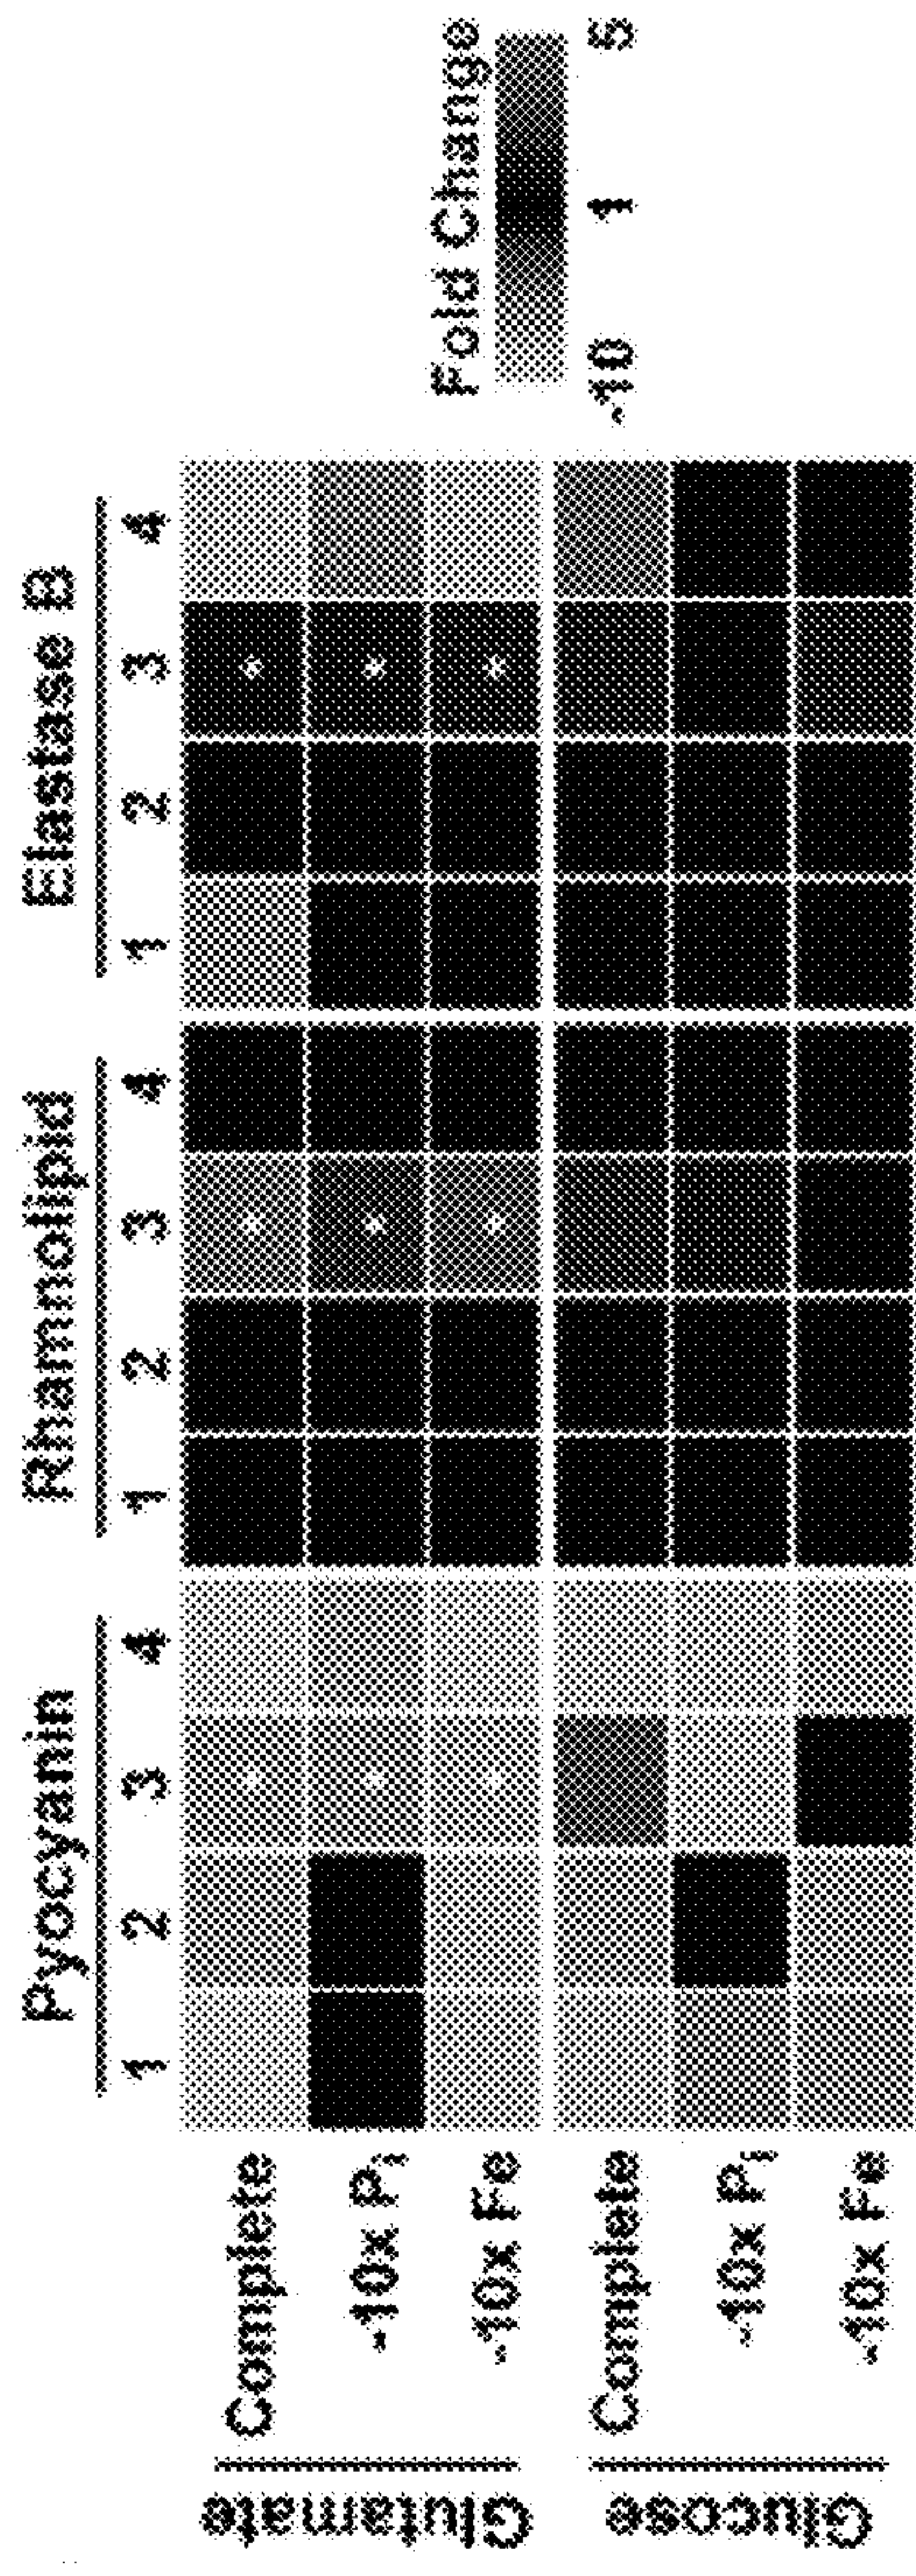 Pyocyanin Rhamnolipid Elastase B
1 2 3 4 1 2 3 4 1 2 3 4
Glutamate
Complete
-10x Pi
-10x Fe
Glucose
Complete
-10x Pi
-10x Fe
Fold Change
-10 1 5